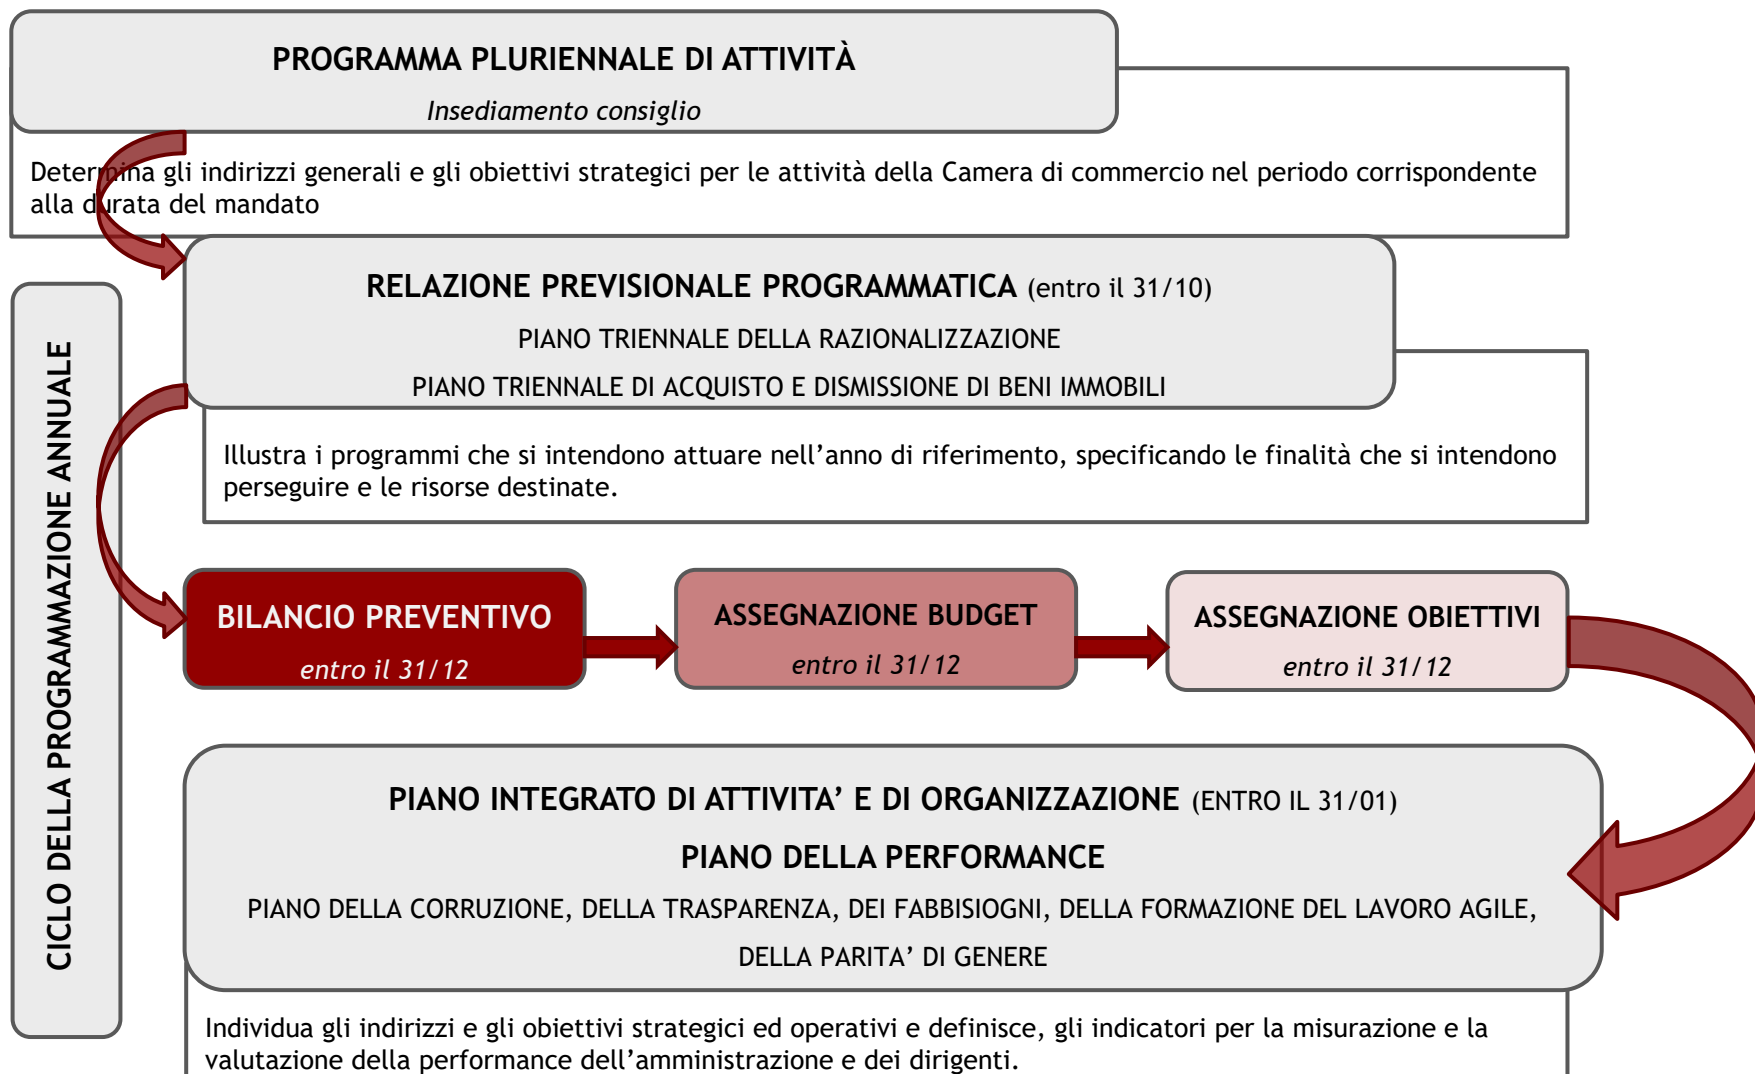 PROGRAMMA PLURIENNALE DI ATTIVITÀ
Insediamento consiglio
Determina gli indirizzi generali e gli obiettivi strategici per le attività della Camera di commercio nel periodo corrispondente
alla durata del mandato
CICLO DELLA PROGRAMMAZIONE ANNUALE
RELAZIONE PREVISIONALE PROGRAMMATICA (entro il 31/10)
PIANO TRIENNALE DELLA RAZIONALIZZAZIONE
PIANO TRIENNALE DI ACQUISTO E DISMISSIONE DI BENI IMMOBILI
Illustra i programmi che si intendono attuare nell’anno di riferimento, specificando le finalità che si intendono
perseguire e le risorse destinate.
BILANCIO PREVENTIVO
entro il 31/12
ASSEGNAZIONE BUDGET
entro il 31/12
ASSEGNAZIONE OBIETTIVI
entro il 31/12
PIANO INTEGRATO DI ATTIVITA’ E DI ORGANIZZAZIONE (ENTRO IL 31/01)
PIANO DELLA PERFORMANCE
PIANO DELLA CORRUZIONE, DELLA TRASPARENZA, DEI FABBISIOGNI, DELLA FORMAZIONE DEL LAVORO AGILE,
DELLA PARITA’ DI GENERE
Individua gli indirizzi e gli obiettivi strategici ed operativi e definisce, gli indicatori per la misurazione e la
valutazione della performance dell’amministrazione e dei dirigenti.